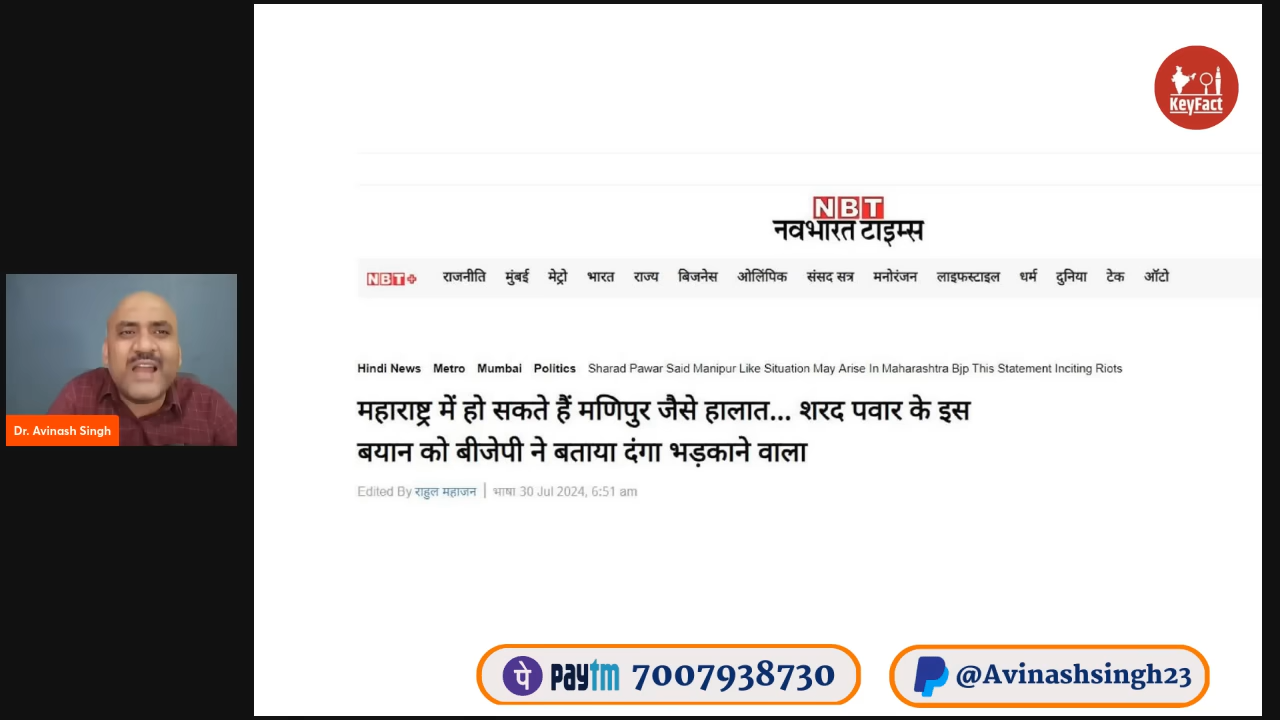 KeyFact
NBT
नवभारत टाइम्स
NBT+ राजनीति मुंबई मेट्रो भारत राज्य बिजनेस ओलिंपिक संसद सत्र मनोरंजन लाइफस्टाइल धर्म दुनिया टेक ऑटो
Hindi News Metro Mumbai Politics Sharad Pawar Said Manipur Like Situation May Arise In Maharashtra Bjp This Statement Inciting Riots
महाराष्ट्र में हो सकते हैं मणिपुर जैसे हालात... शरद पवार के इस
बयान को बीजेपी ने बताया दंगा भड़काने वाला
Edited By राहुल महाजन | भाषा 30 Jul 2024, 6:51 am
Dr. Avinash Singh
पे paytm 7007938730
@Avinashsingh23